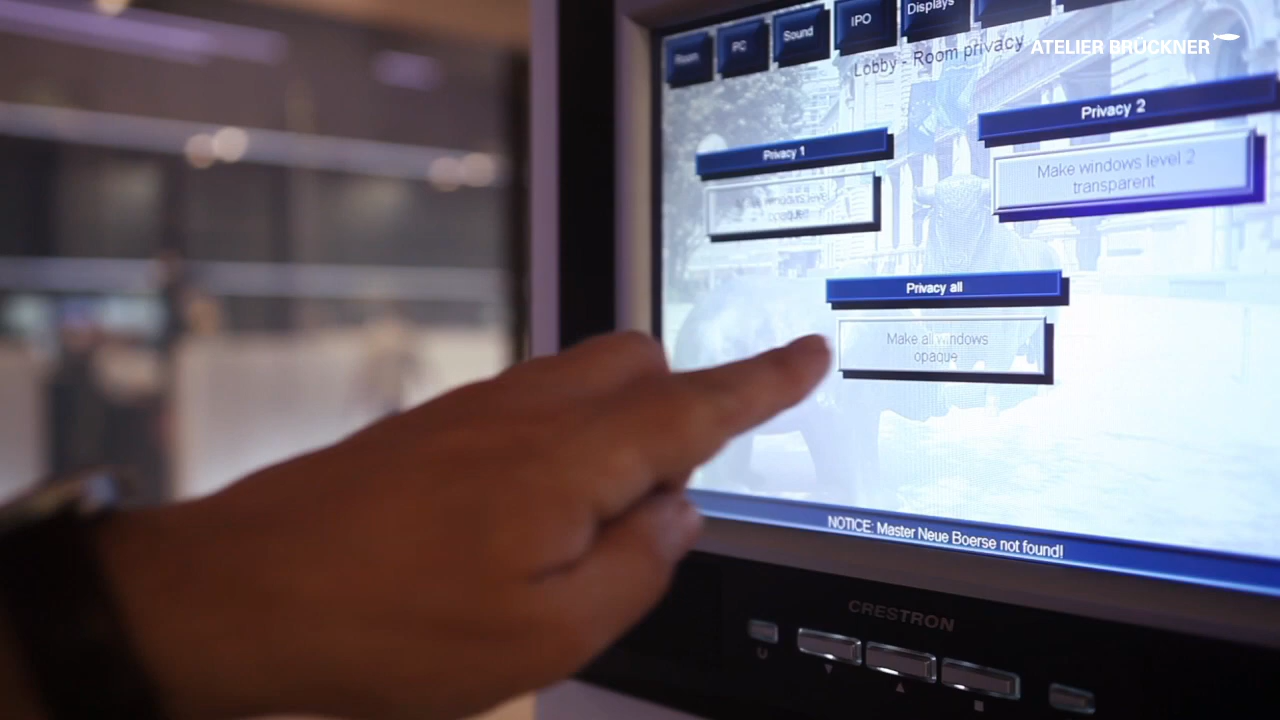 Room
PC
Sound
IPO
Displays
ATELIER BRÜCKNER
Lobby - Room privacy
Privacy 1
opaque
Privacy 2
Make windows level 2
transparent
Privacy all
Make all windows
opaque
NOTICE: Master Neue Boerse not found!
CRESTRON